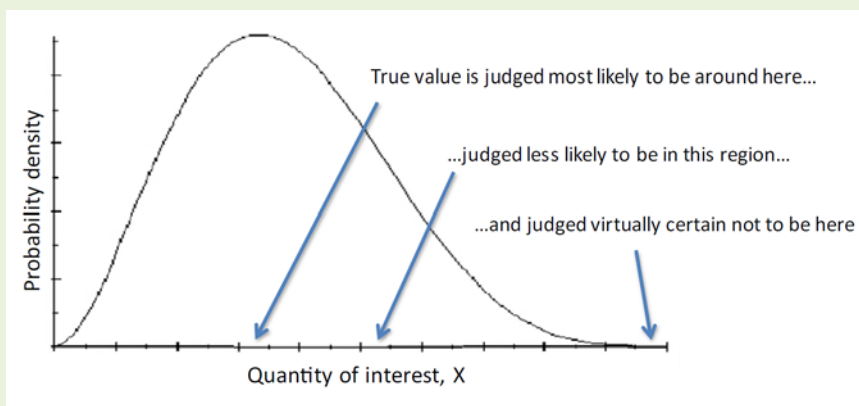 True value is judged most likely to be around here...
...judged less likely to be in this region...
...and judged virtually certain not to be here
Probability density
Quantity of interest, X